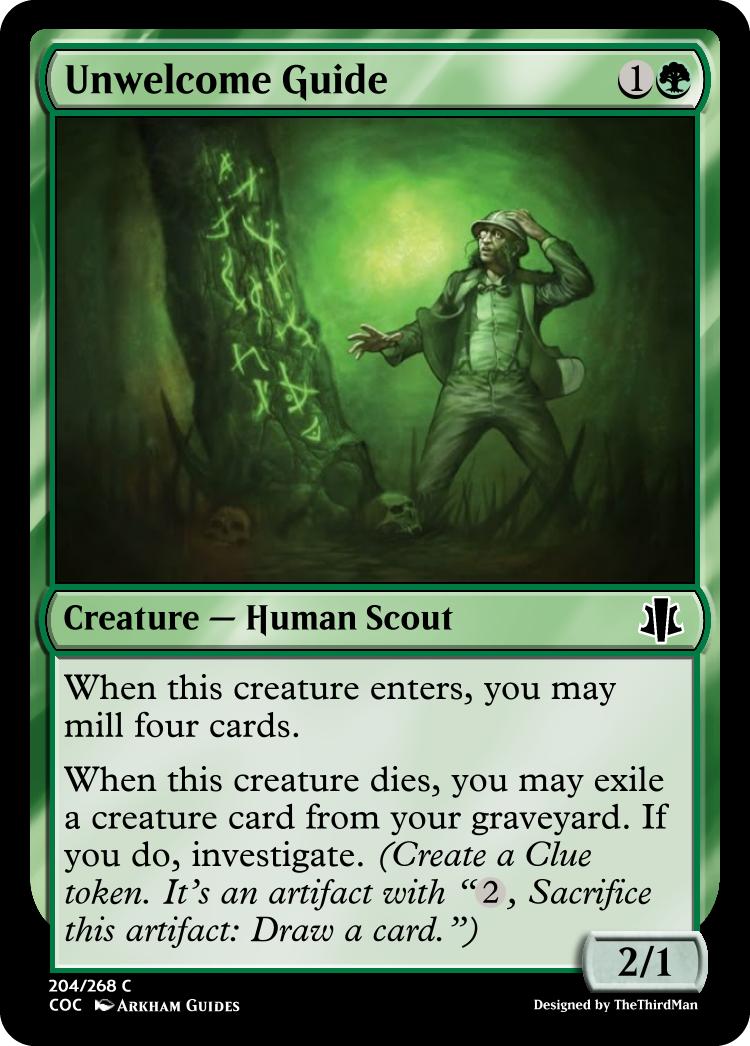 Unwelcome Guide 1
Creature — Human Scout
When this creature enters, you may
mill four cards.
When this creature dies, you may exile
a creature card from your graveyard. If
you do, investigate. (Create a Clue
token. It's an artifact with “2, Sacrifice
this artifact: Draw a card.”)
2/1
204/268 C
COC ARKHAM GUIDES
Designed by TheThirdMan